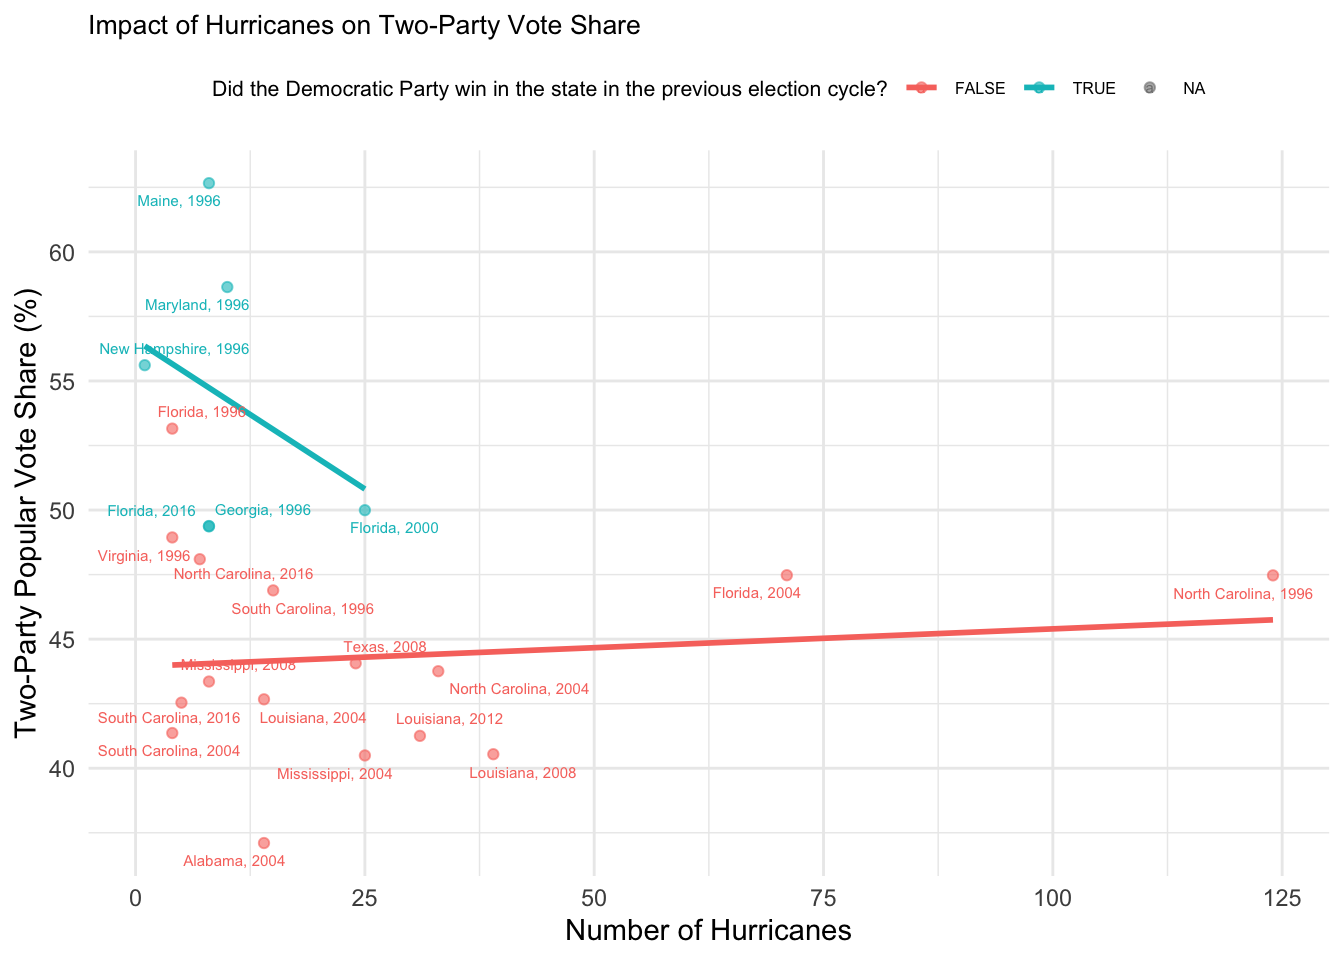 Impact of Hurricanes on Two-Party Vote Share
Did the Democratic Party win in the state in the previous election cycle? FALSE TRUE NA
Two-Party Popular Vote Share (%)
60
55
50
45
40
Maine, 1996
Maryland, 1996
New Hampshire, 1996
Florida, 1996
Florida, 2016
Georgia, 1996
Florida, 2000
Virginia, 1996
North Carolina, 2016
South Carolina, 1996
Florida, 2004
North Carolina, 1996
Texas, 2008
Mississippi, 2008
North Carolina, 2004
South Carolina, 2016
Louisiana, 2004
Louisiana, 2012
South Carolina, 2004
Mississippi, 2004
Louisiana, 2008
Alabama, 2004
0 25 50 75 100 125
Number of Hurricanes